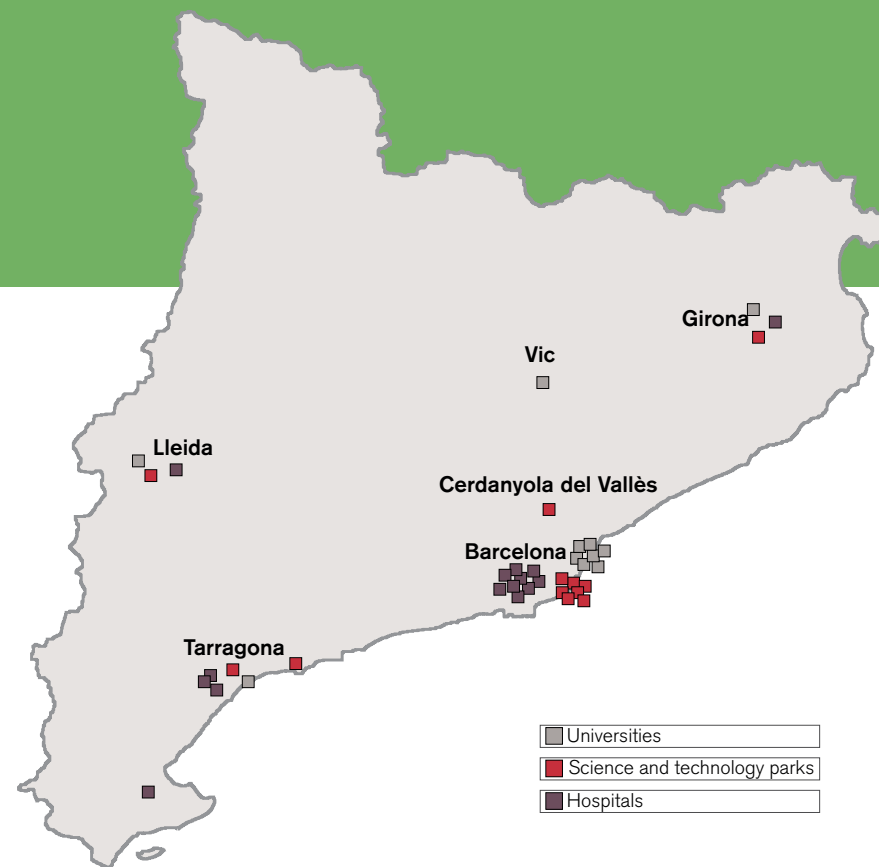 Girona
Vic
Lleida
Cerdanyola del Vallès
Barcelona
Tarragona
Universities
Science and technology parks
Hospitals